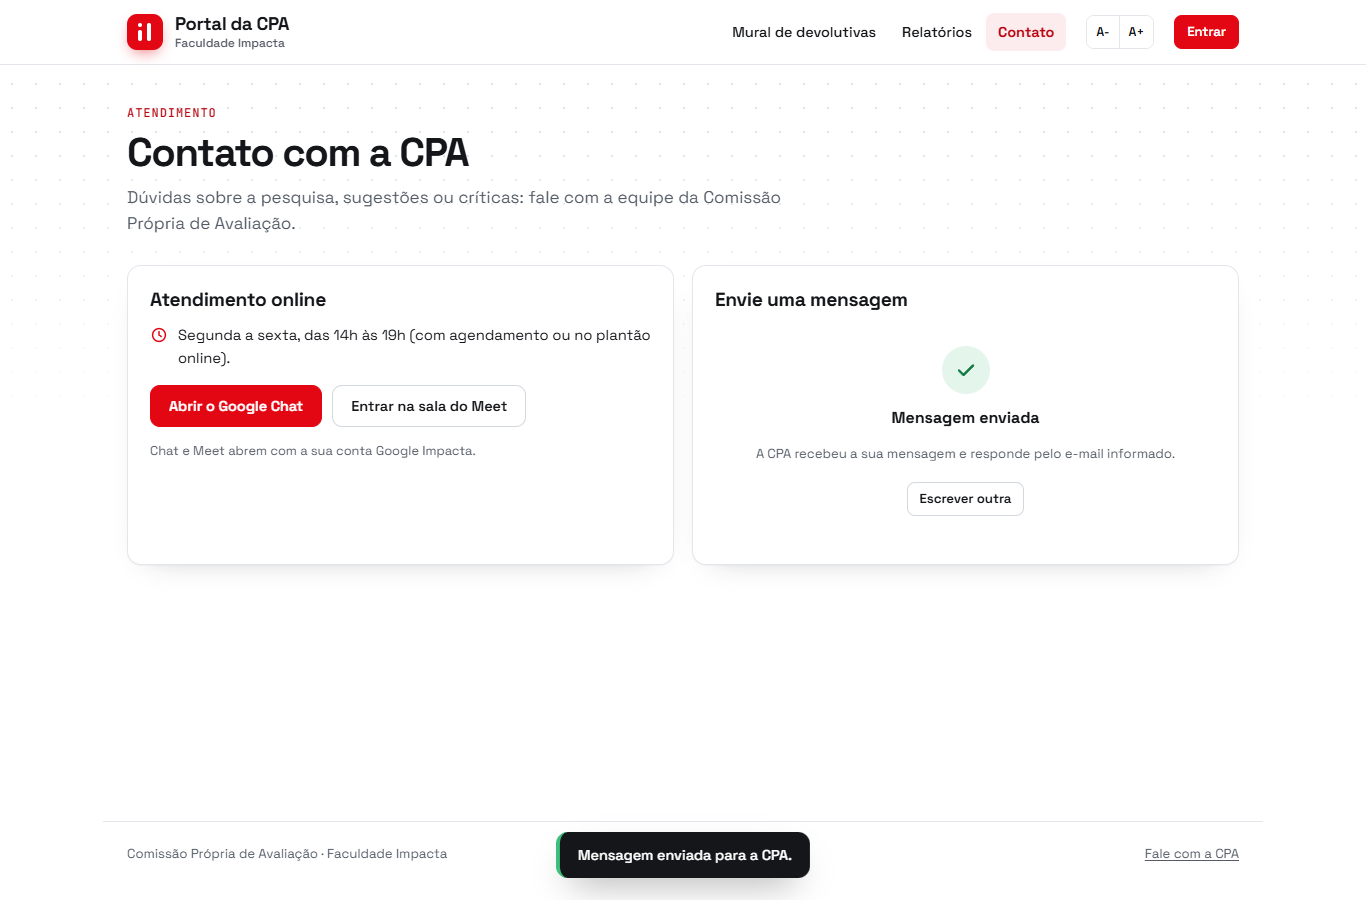 Portal da CPA
Faculdade Impacta
Mural de devolutivas
Relatórios
Contato
A-
A+
Entrar
ATENDIMENTO
Contato com a CPA
Dúvidas sobre a pesquisa, sugestões ou críticas: fale com a equipe da Comissão
Própria de Avaliação.
Atendimento online
Segunda a sexta, das 14h às 19h (com agendamento ou no plantão
online).
Abrir o Google Chat
Entrar na sala do Meet
Chat e Meet abrem com a sua conta Google Impacta.
Envie uma mensagem
Mensagem enviada
A CPA recebeu a sua mensagem e responde pelo e-mail informado.
Escrever outra
Comissão Própria de Avaliação · Faculdade Impacta
Mensagem enviada para a CPA.
Fale com a CPA